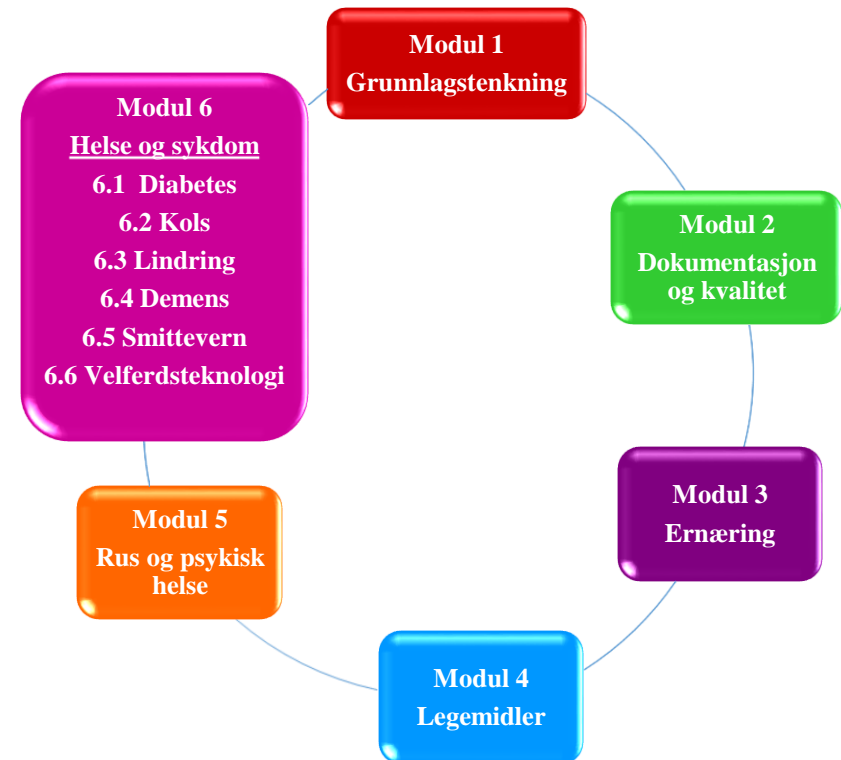 Modul 1
Grunnlagstenkning
Modul 2
Dokumentasjon
og kvalitet
Modul 3
Ernæring
Modul 4
Legemidler
Modul 5
Rus og psykisk
helse
Modul 6
Helse og sykdom
6.1 Diabetes
6.2 Kols
6.3 Lindring
6.4 Demens
6.5 Smittevern
6.6 Velferdsteknologi